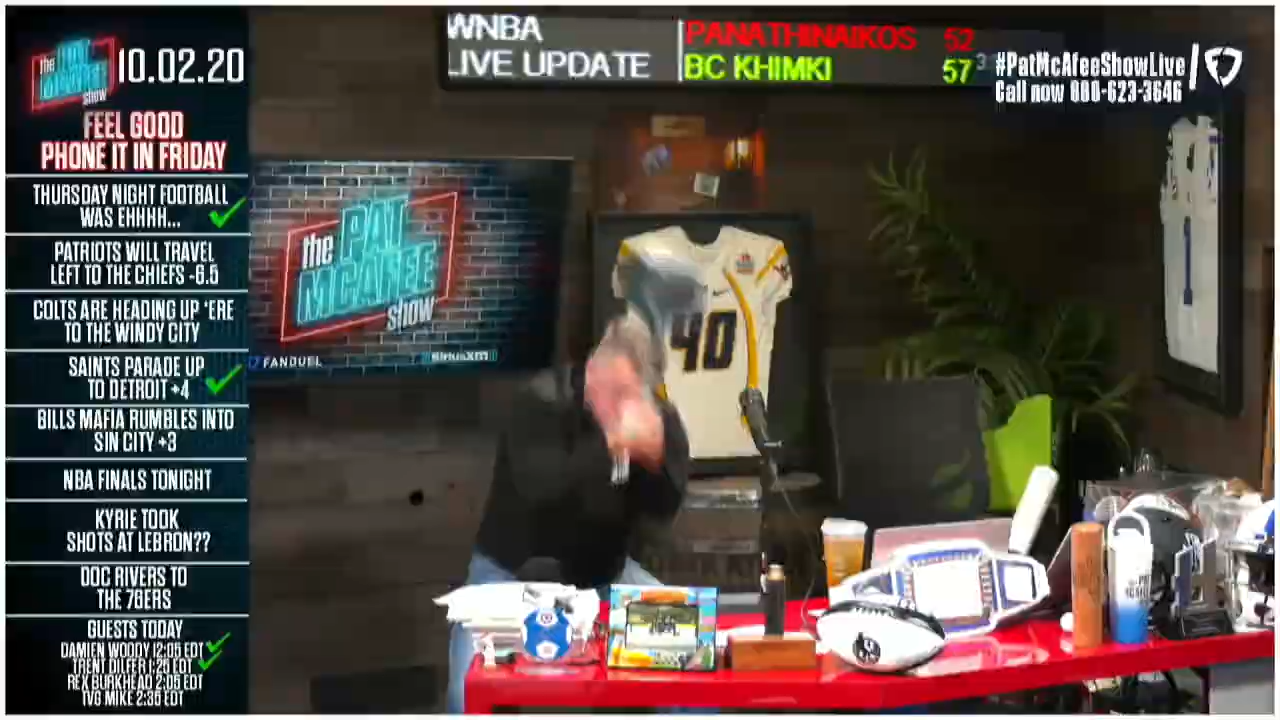 the PAT MCAFEE show
10.02.20
FEEL GOOD
PHONE IT IN FRIDAY
THURSDAY NIGHT FOOTBALL
WAS EHHHH...
PATRIOTS WILL TRAVEL
LEFT TO THE CHIEFS -6.5
COLTS ARE HEADING UP 'ERE
TO THE WINDY CITY
SAINTS PARADE UP
TO DETROIT +4
BILLS MAFIA RUMBLES INTO
SIN CITY +3
NBA FINALS TONIGHT
KYRIE TOOK
SHOTS AT LEBRON??
DOC RIVERS TO
THE 76ERS
GUESTS TODAY
DAMIEN WOODY 12:05 EDT
TRENT DILFER 1:25 EDT
REX BURKHEAD 2:05 EDT
TVG MIKE 2:35 EDT
WNBA
LIVE UPDATE
PANATHINAIKOS 52
BC KHIMKI 57
#PatMcAfeeShowLive
Call now 888-623-3646
the
PAT
MCAFEE
show
FANDUEL
SiriusXM
40
1